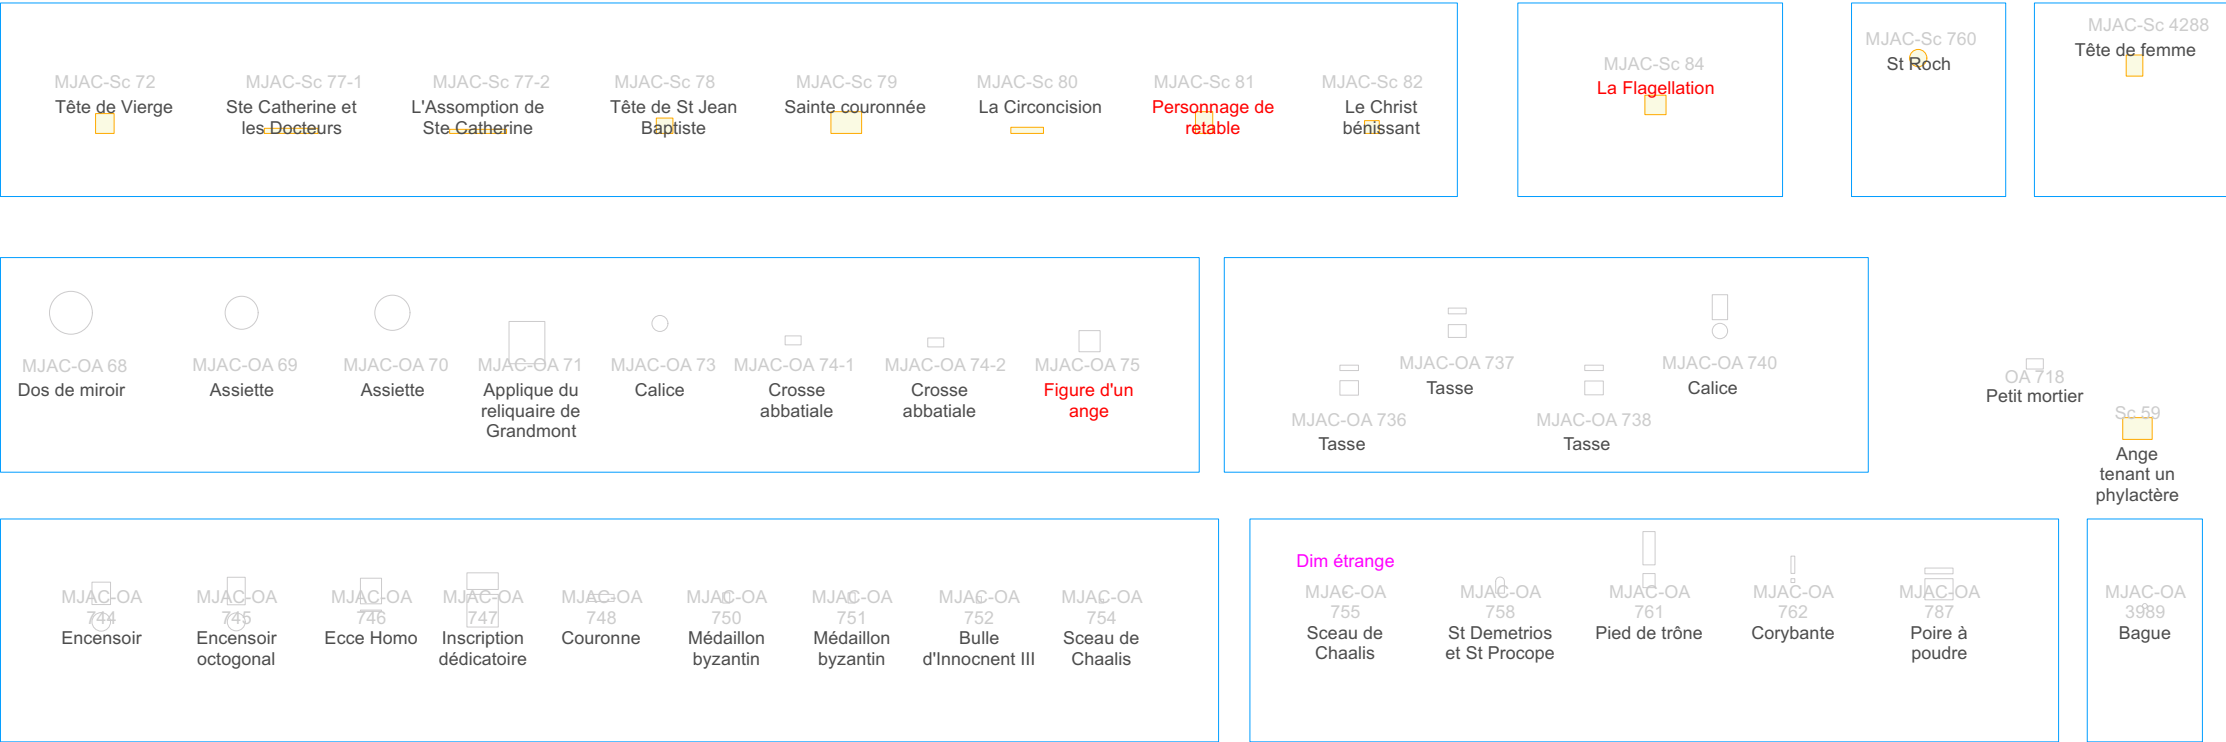 MJAC-Sc 72
Tête de Vierge
MJAC-Sc 77-1
Ste Catherine et
les Docteurs
MJAC-Sc 77-2
L'Assomption de
Ste Catherine
MJAC-Sc 78
Tête de St Jean
Baptiste
MJAC-Sc 79
Sainte couronnée
MJAC-Sc 80
La Circoncision
MJAC-Sc 81
Personnage de
retable
MJAC-Sc 82
Le Christ
bénissant
MJAC-Sc 84
La Flagellation
MJAC-Sc 760
St Roch
MJAC-Sc 4288
Tête de femme
MJAC-OA 68
Dos de miroir
MJAC-OA 69
Assiette
MJAC-OA 70
Assiette
MJAC-OA 71
Applique du
reliquaire de
Grandmont
MJAC-OA 73
Calice
MJAC-OA 74-1
Crosse
abbatiale
MJAC-OA 74-2
Crosse
abbatiale
MJAC-OA 75
Figure d'un
ange
MJAC-OA 736
Tasse
MJAC-OA 737
Tasse
MJAC-OA 738
Tasse
MJAC-OA 740
Calice
OA 718
Petit mortier
Sc 59
Ange
tenant un
phylactère
MJAC-OA
744
Encensoir
MJAC-OA
745
Encensoir
octogonal
MJAC-OA
746
Ecce Homo
MJAC-OA
747
Inscription
dédicatoire
MJAC-OA
748
Couronne
MJAC-OA
750
Médaillon
byzantin
MJAC-OA
751
Médaillon
byzantin
MJAC-OA
752
Bulle
d'Innocnent III
MJAC-OA
754
Sceau de
Chaalis
Dim étrange
MJAC-OA
755
Sceau de
Chaalis
MJAC-OA
758
St Demetrios
et St Procope
MJAC-OA
761
Pied de trône
MJAC-OA
762
Corybante
MJAC-OA
787
Poire à
poudre
MJAC-OA
3989
Bague